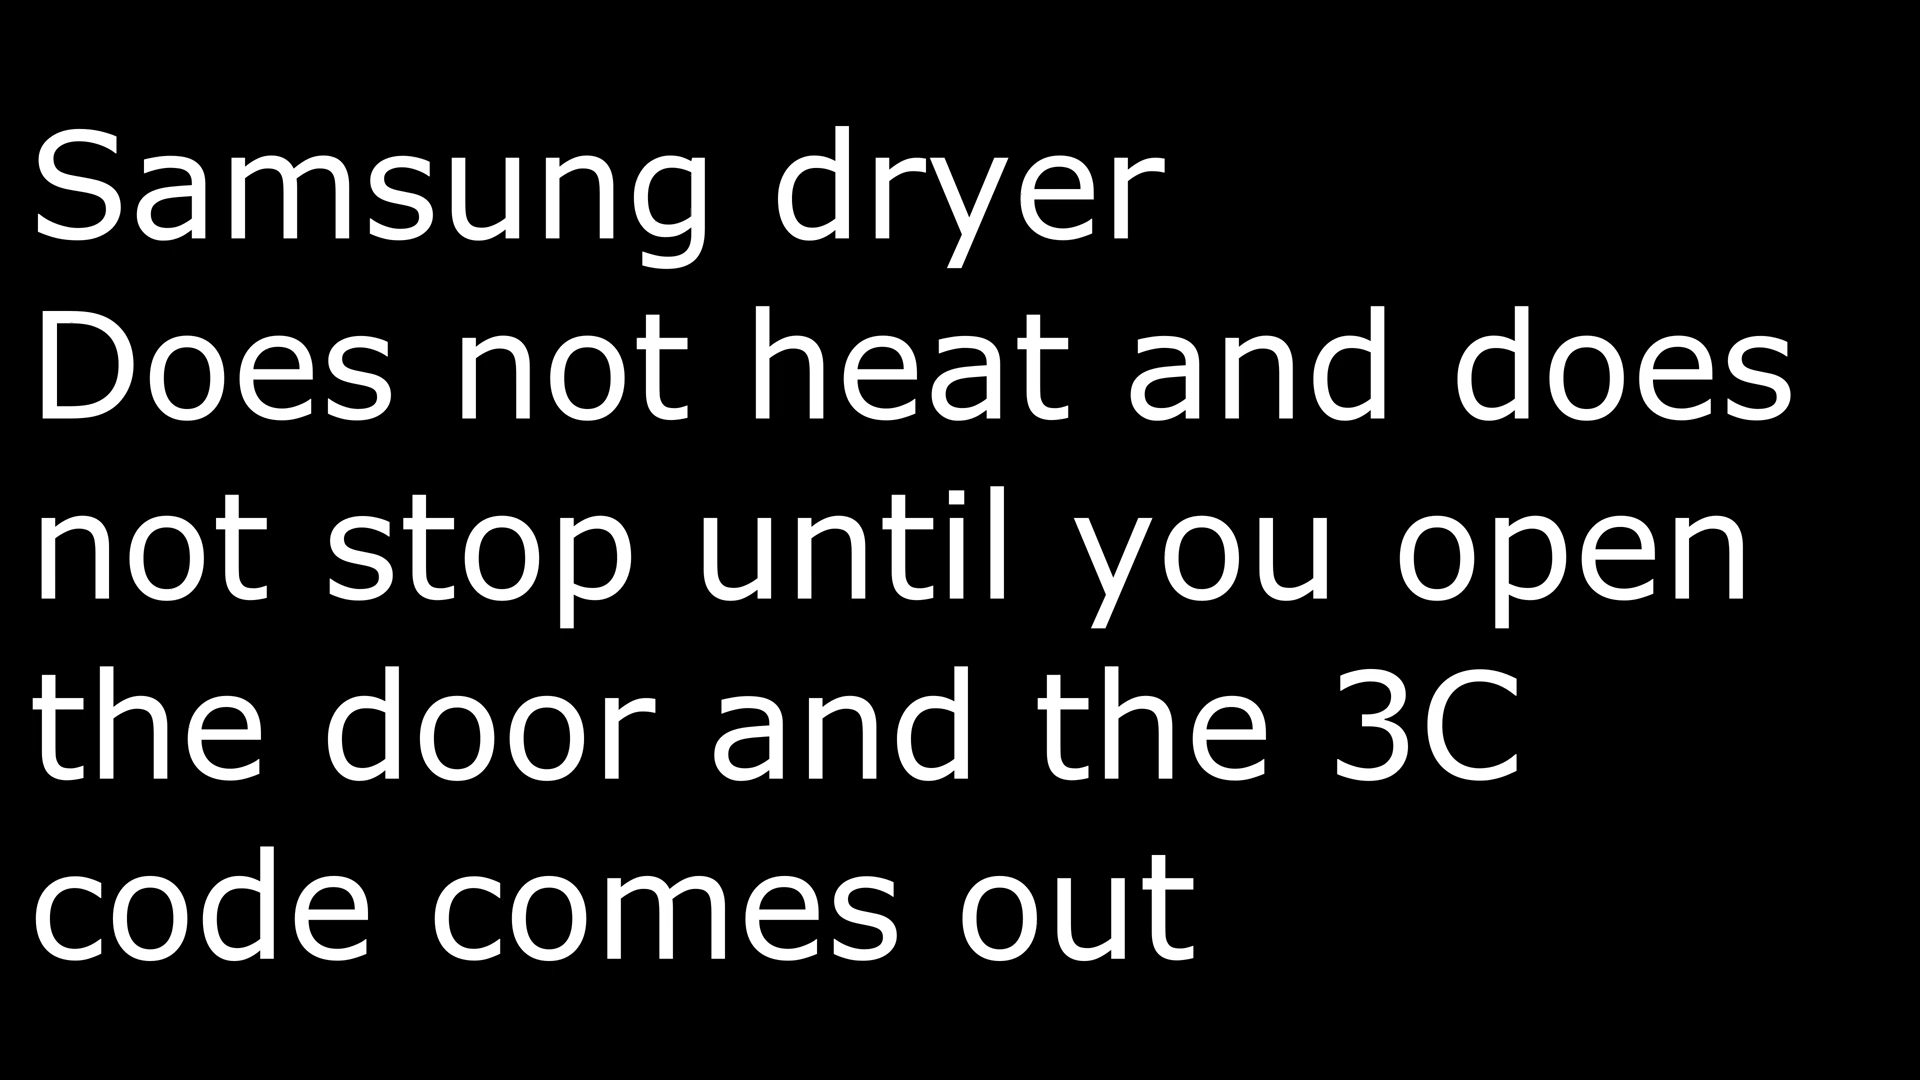 Samsung dryer
Does not heat and does
not stop until you open
the door and the 3C
code comes out